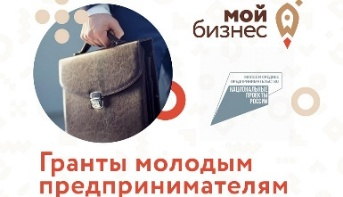 мой
бизнес
НАЦИОНАЛЬНЫЕ
ПРОЕКТЫ
РОССИИ
Гранты молодым
предпринимателям